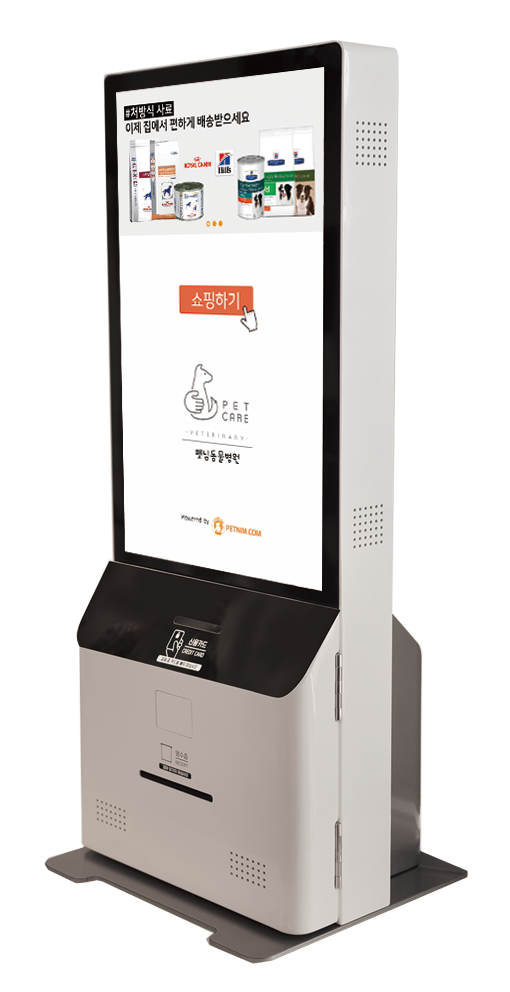 #처방식 사료
이제 집에서 편하게 배송받으세요
ROYAL CANIN
Hill's
쇼핑하기
PET
CARE
·VETERINARY·
펫님동물병원
Powered by PETNIM.COM
신용카드
CREDIT CARD
영수증
RECEIPT